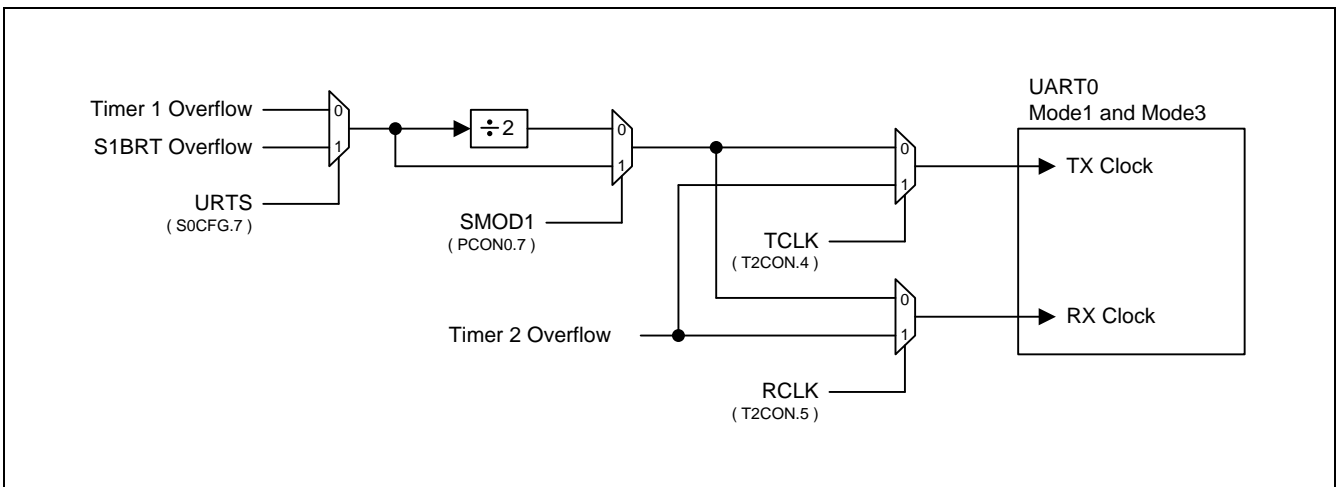 UART0
Mode1 and Mode3
Timer 1 Overflow
S1BRT Overflow
0
1
÷2
0
1
0
1
TX Clock
URTS
( S0CFG.7 )
SMOD1
( PCON0.7 )
TCLK
( T2CON.4 )
0
1
RX Clock
Timer 2 Overflow
RCLK
( T2CON.5 )